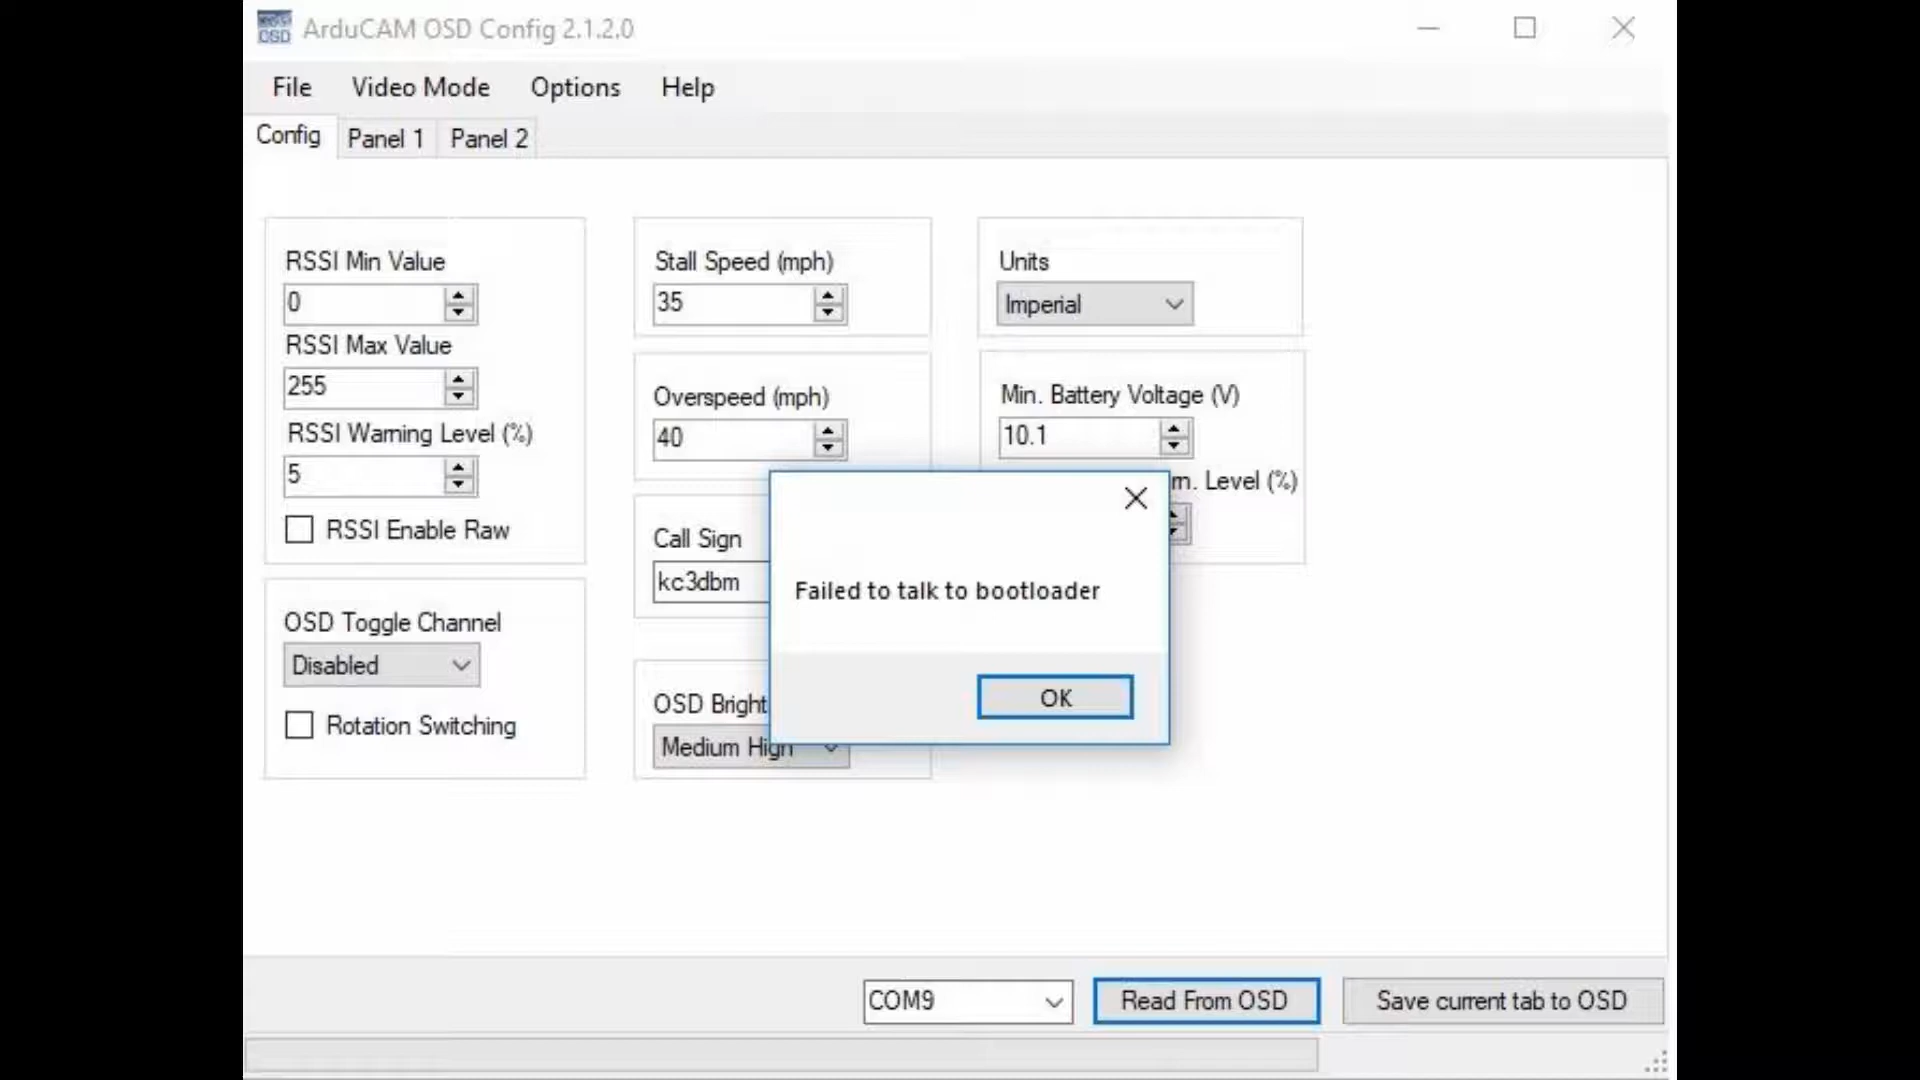 ArduCAM OSD Config 2.1.2.0
File Video Mode Options Help
Config Panel 1 Panel 2
RSSI Min Value
0
RSSI Max Value
255
RSSI Warning Level (%)
5
RSSI Enable Raw
OSD Toggle Channel
Disabled
Rotation Switching
Stall Speed (mph)
35
Overspeed (mph)
40
Call Sign
kc3dbm
OSD Bright
Medium High
Units
Imperial
Min. Battery Voltage (V)
10.1
rn. Level (%)
Failed to talk to bootloader
OK
COM9 Read From OSD Save current tab to OSD